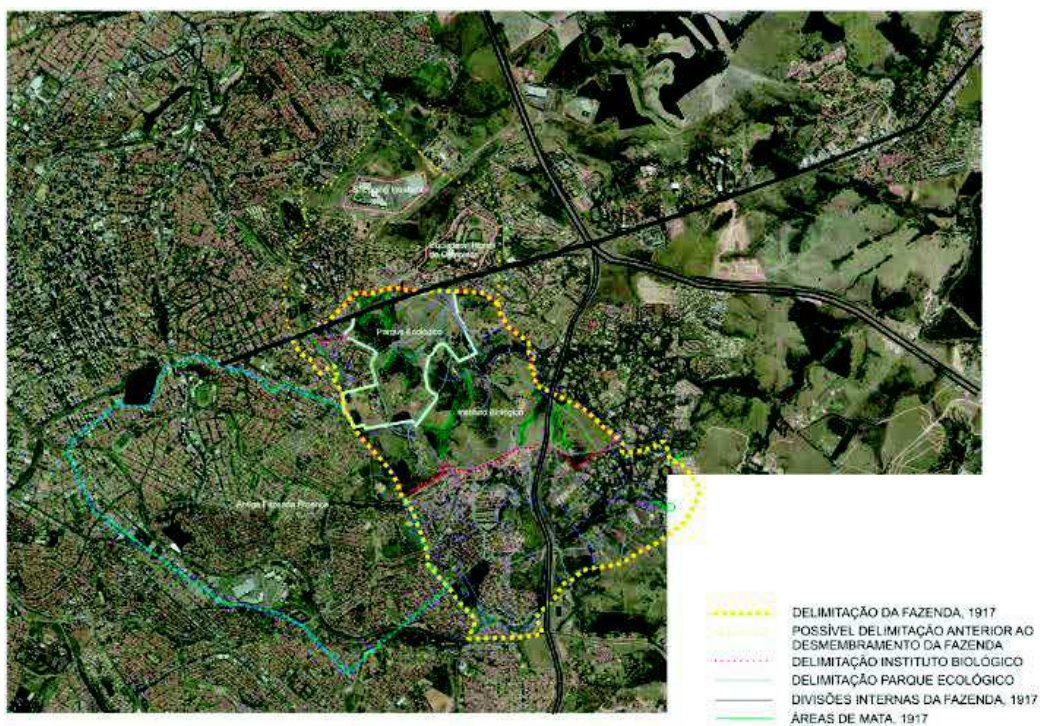 Parque Ecológico
Instituto Biológico
Antiga Fazenda Proença
DELIMITAÇÃO DA FAZENDA, 1917
POSSÍVEL DELIMITAÇÃO ANTERIOR AO
DESMEMBRAMENTO DA FAZENDA
DELIMITAÇÃO INSTITUTO BIOLÓGICO
DELIMITAÇÃO PARQUE ECOLÓGICO
DIVISÕES INTERNAS DA FAZENDA, 1917
ÁREAS DE MATA, 1917